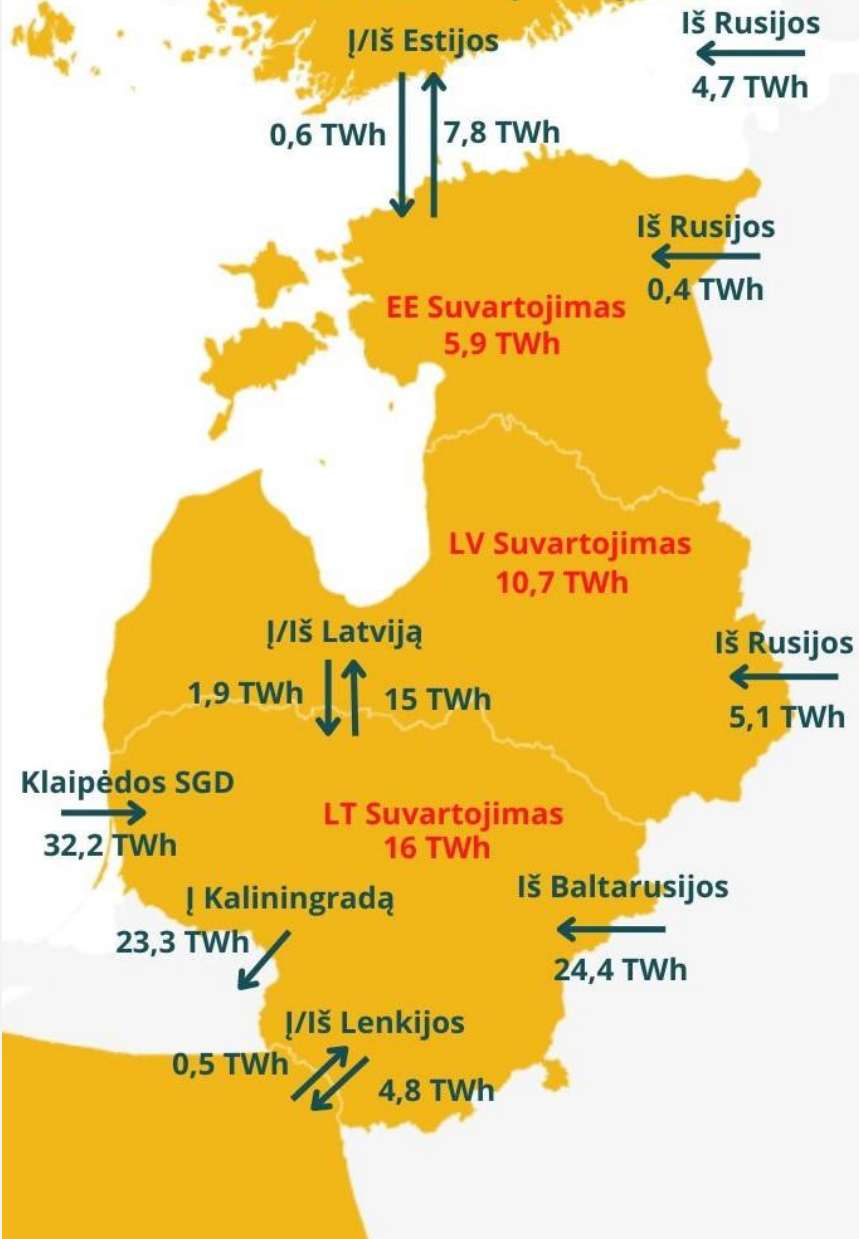 Į/Iš Estijos
Iš Rusijos
4,7 TWh
0,6 TWh
7,8 TWh
Iš Rusijos
0,4 TWh
EE Suvartojimas
5,9 TWh
LV Suvartojimas
10,7 TWh
Į/Iš Latviją
1,9 TWh
15 TWh
Iš Rusijos
5,1 TWh
Klaipėdos SGD
32,2 TWh
LT Suvartojimas
16 TWh
Į Kaliningradą
23,3 TWh
Iš Baltarusijos
24,4 TWh
Į/Iš Lenkijos
0,5 TWh
4,8 TWh